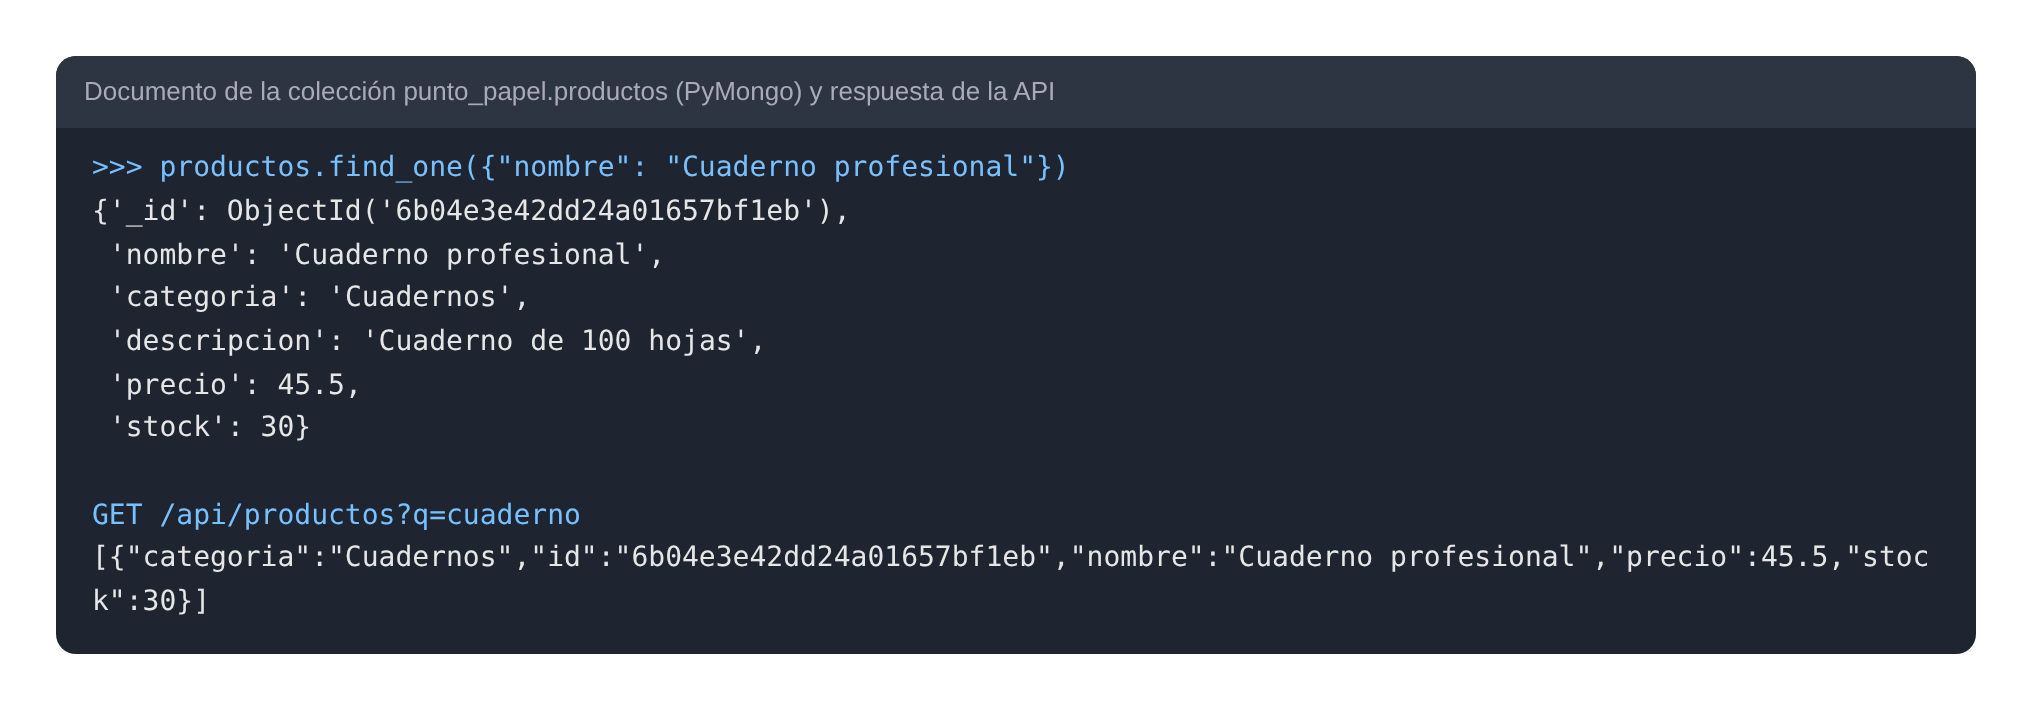 Documento de la colección punto_papel.productos (PyMongo) y respuesta de la API
>>> productos.find_one({"nombre": "Cuaderno profesional"})
{'_id': ObjectId('6b04e3e42dd24a01657bf1eb'),
 'nombre': 'Cuaderno profesional',
 'categoria': 'Cuadernos',
 'descripcion': 'Cuaderno de 100 hojas',
 'precio': 45.5,
 'stock': 30}
GET /api/productos?q=cuaderno
[{"categoria":"Cuadernos","id":"6b04e3e42dd24a01657bf1eb","nombre":"Cuaderno profesional","precio":45.5,"stoc
k":30}]